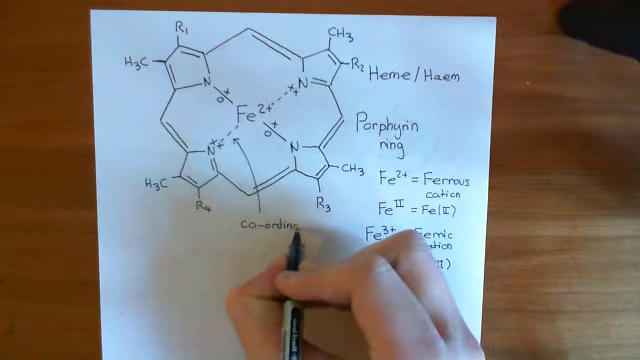 R1
CH3
H3C
N
N
R2
Heme/Haem
Fe2+
Porphyrin
ring
N
N
CH3
H3C
R4
R3
Fe2+ = Ferrous
cation
FeII = Fe(II)
Fe3+
co-ordin